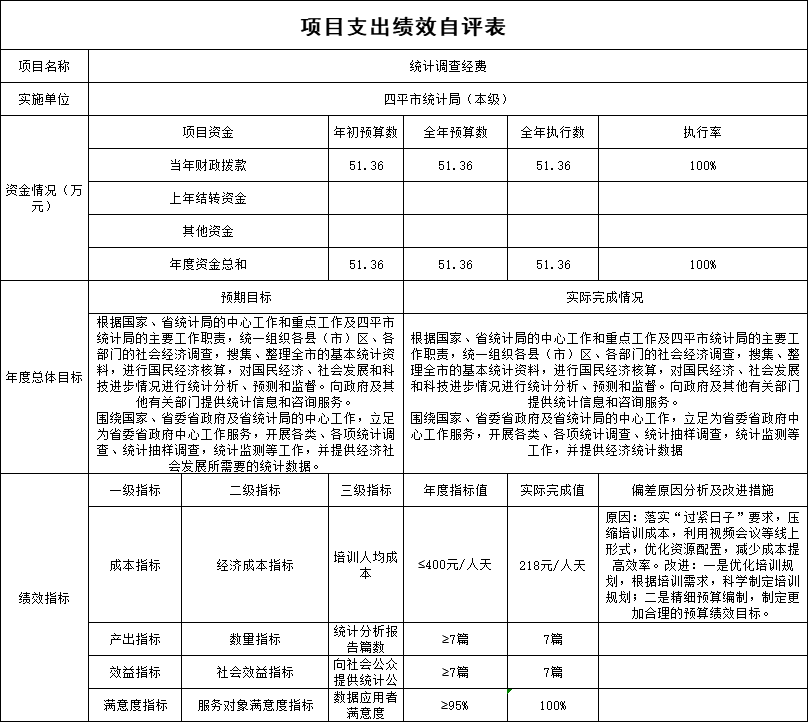 项目支出绩效自评表
项目名称 统计调查经费
实施单位 四平市统计局（本级）
资金情况（万元）
项目资金 年初预算数 全年预算数 全年执行数 执行率
当年财政拨款 51.36 51.36 51.36 100%
上年结转资金
其他资金
年度资金总和 51.36 51.36 51.36 100%
年度总体目标
预期目标
根据国家、省统计局的中心工作和重点工作及四平市
统计局的主要工作职责，统一组织各县（市）区、各
部门的社会经济调查，搜集、整理全市的基本统计资
料，进行国民经济核算，对国民经济、社会发展和科
技进步情况进行统计分析、预测和监督。向政府及其
他有关部门提供统计信息和咨询服务。
围绕国家、省委省政府及省统计局的中心工作，立足
为省委省政府中心工作服务，开展各类、各项统计调
查、统计抽样调查，统计监测等工作，并提供经济社
会发展所需要的统计数据。
实际完成情况
根据国家、省统计局的中心工作和重点工作及四平市统计局的主要工
作职责，统一组织各县（市）区、各部门的社会经济调查，搜集、整
理全市的基本统计资料，进行国民经济核算，对国民经济、社会发展
和科技进步情况进行统计分析、预测和监督。向政府及其他有关部门
提供统计信息和咨询服务。
围绕国家、省委省政府及省统计局的中心工作，立足为省委省政府中
心工作服务，开展各类、各项统计调查、统计抽样调查，统计监测等
工作，并提供经济统计数据
绩效指标
一级指标 二级指标 三级指标 年度指标值 实际完成值 偏差原因分析及改进措施
成本指标 经济成本指标
培训人均成
本
≤400元/人天 218元/人天
原因：落实“过紧日子”要求，压
缩培训成本，利用视频会议等线上
形式，优化资源配置，减少成本提
高效率。改进：一是优化培训规
划，根据培训需求，科学制定培训
规划；二是精细预算编制，制定更
加合理的预算绩效目标。
产出指标 数量指标
统计分析报
告篇数
≥7篇 7篇
效益指标 社会效益指标
向社会公众
提供统计公
≥7篇 7篇
满意度指标 服务对象满意度指标
数据应用者
满意度
≥95% 100%